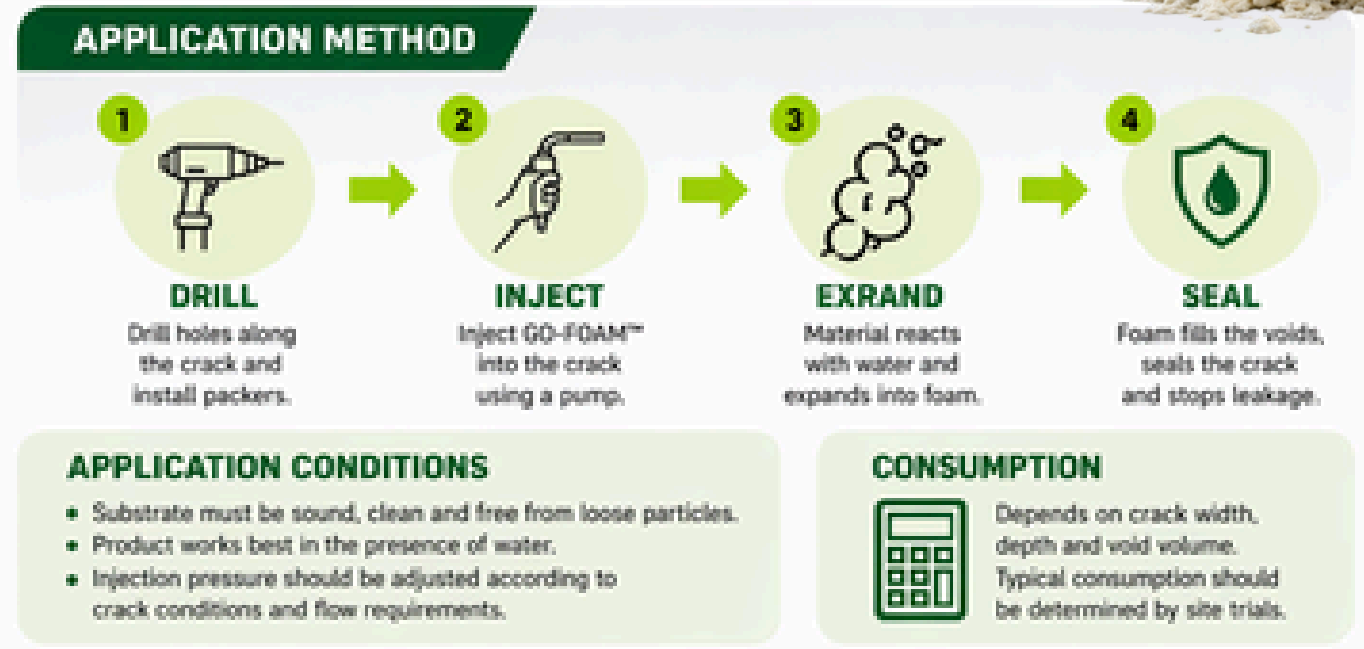 APPLICATION METHOD
1
2
3
4
DRILL
Drill holes along
the crack and
install packers.
INJECT
Inject GO-FOAM™
into the crack
using a pump.
EXRAND
Material reacts
with water and
expands into foam.
SEAL
Foam fills the voids,
seals the crack
and stops leakage.
APPLICATION CONDITIONS
• Substrate must be sound, clean and free from loose particles.
• Product works best in the presence of water.
• Injection pressure should be adjusted according to
crack conditions and flow requirements.
CONSUMPTION
Depends on crack width,
depth and void volume.
Typical consumption should
be determined by site trials.